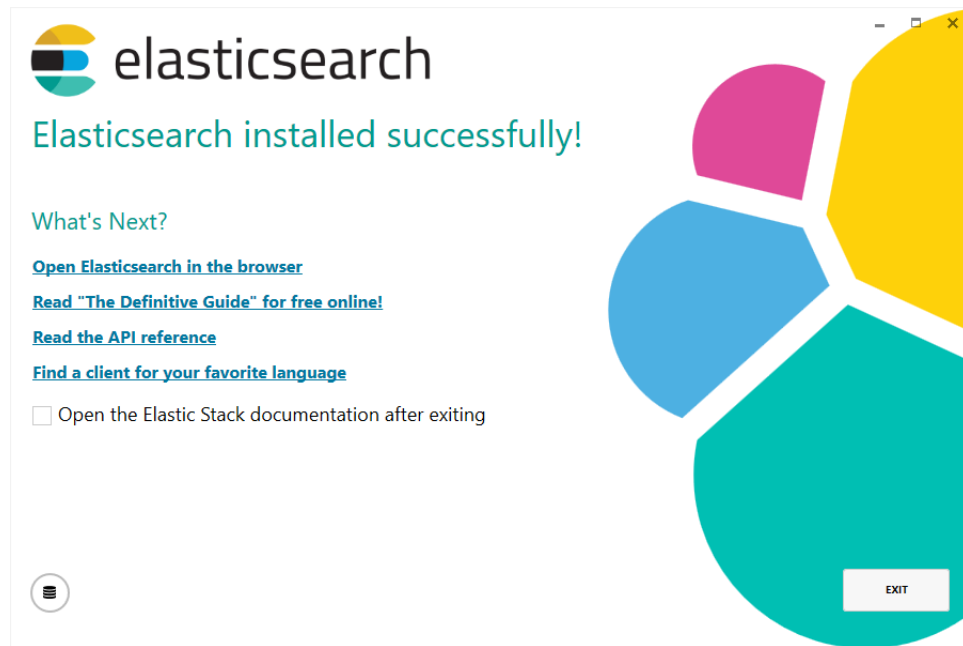 elasticsearch
Elasticsearch installed successfully!
What's Next?
Open Elasticsearch in the browser
Read "The Definitive Guide" for free online!
Read the API reference
Find a client for your favorite language
Open the Elastic Stack documentation after exiting
EXIT